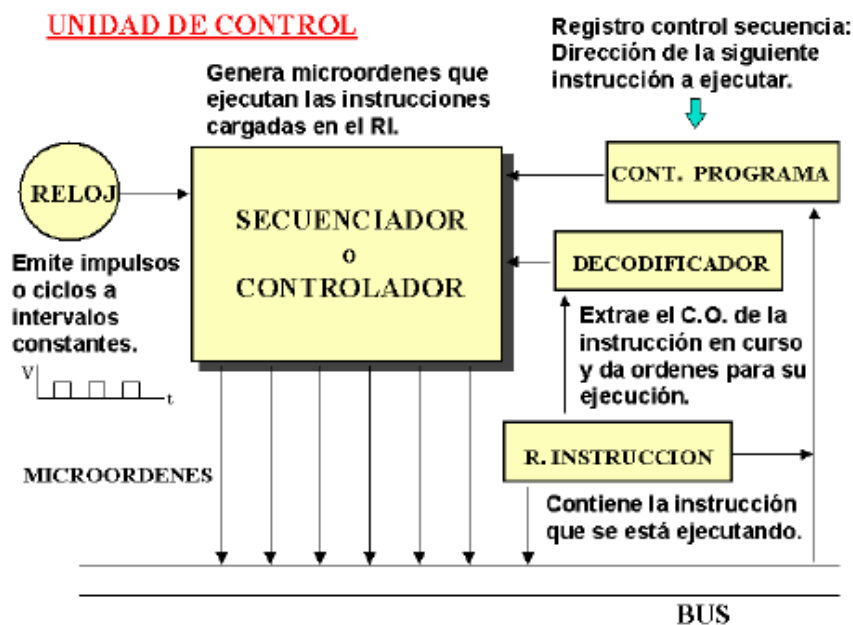 UNIDAD DE CONTROL
Registro control secuencia:
Dirección de la siguiente
instrucción a ejecutar.
Genera microordenes que
ejecutan las instrucciones
cargadas en el RI.
RELOJ
CONT. PROGRAMA
SECUENCIADOR
o
CONTROLADOR
DECODIFICADOR
Emite impulsos
o ciclos a
intervalos
constantes.
Extrae el C.O. de la
instrucción en curso
y da ordenes para su
ejecución.
V
t
R. INSTRUCCION
MICROORDENES
Contiene la instrucción
que se está ejecutando.
BUS